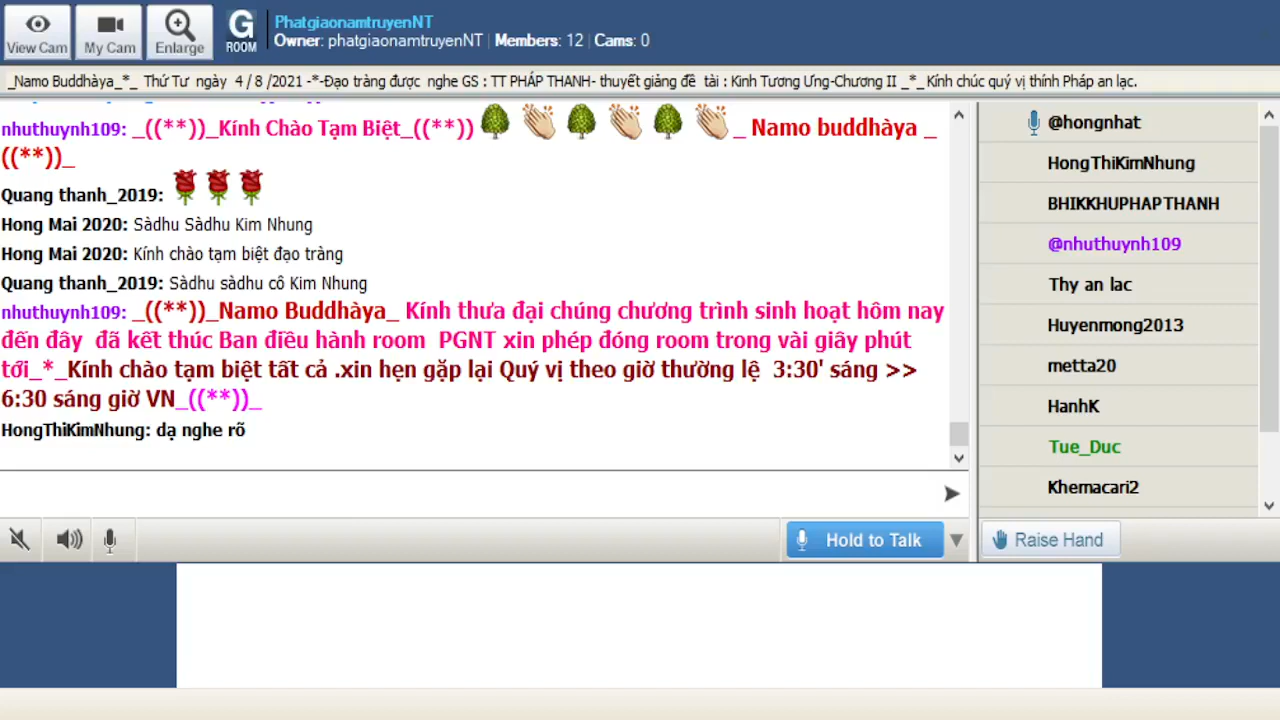 View Cam
My Cam
Enlarge
G
ROOM
PhatgiaonamtruyenNT
Owner: phatgiaonamtruyenNT | Members: 12 | Cams: 0
_Namo Buddhàya_*_ Thứ Tư ngày 4 / 8 /2021 -*-Đạo tràng được nghe GS : TT PHÁP THANH- thuyết giảng đề tài : Kinh Tương Ưng-Chương II _*_ Kính chúc quý vị thính Pháp an lạc.
nhuthuynh109: _((**))_Kính Chào Tạm Biệt_((**)) _ Namo buddhàya _
((**))_
Quang thanh_2019:
Hong Mai 2020: Sàdhu Sàdhu Kim Nhung
Hong Mai 2020: Kính chào tạm biệt đạo tràng
Quang thanh_2019: Sàdhu sàdhu cô Kim Nhung
nhuthuynh109: _((**))_Namo Buddhàya_ Kính thưa đại chúng chương trình sinh hoạt hôm nay
đến đây đã kết thúc Ban điều hành room PGNT xin phép đóng room trong vài giây phút
tới_*_Kính chào tạm biệt tất cả .xin hẹn gặp lại Quý vị theo giờ thường lệ 3:30' sáng >>
6:30 sáng giờ VN_((**))_
HongThiKimNhung: dạ nghe rõ
@hongnhat
HongThiKimNhung
BHIKKHUPHAPTHANH
@nhuthuynh109
Thy an lac
Huyenmong2013
metta20
HanhK
Tue_Duc
Khemacari2
Hold to Talk
Raise Hand